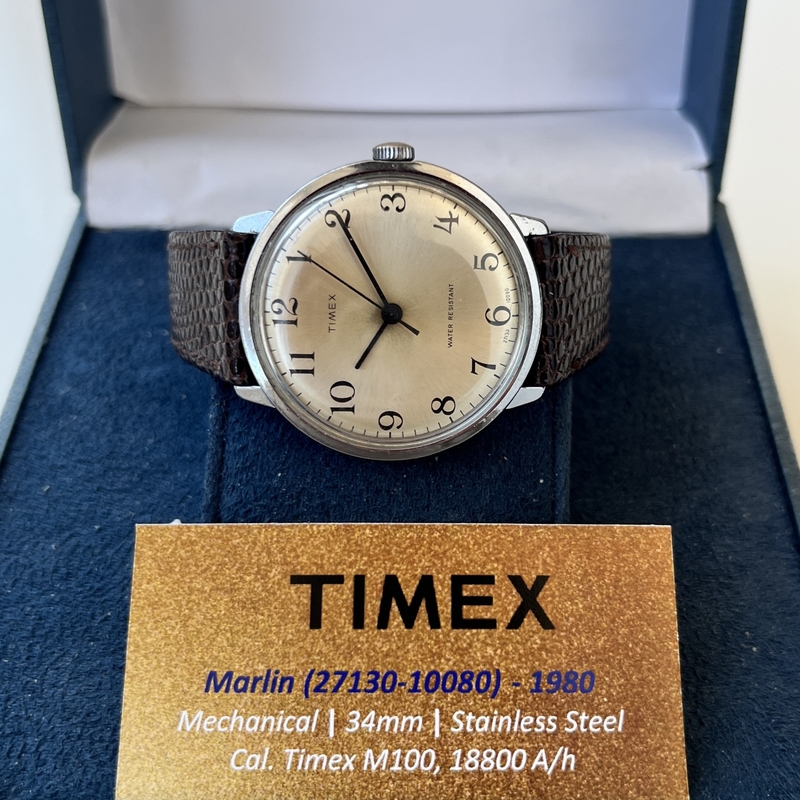 1
2
3
4
5
6
7
8
9
10
11
12
TIMEX
WATER RESISTANT
TIMEX
Marlin (27130-10080) - 1980
Mechanical | 34mm | Stainless Steel
Cal. Timex M100, 18800 A/h